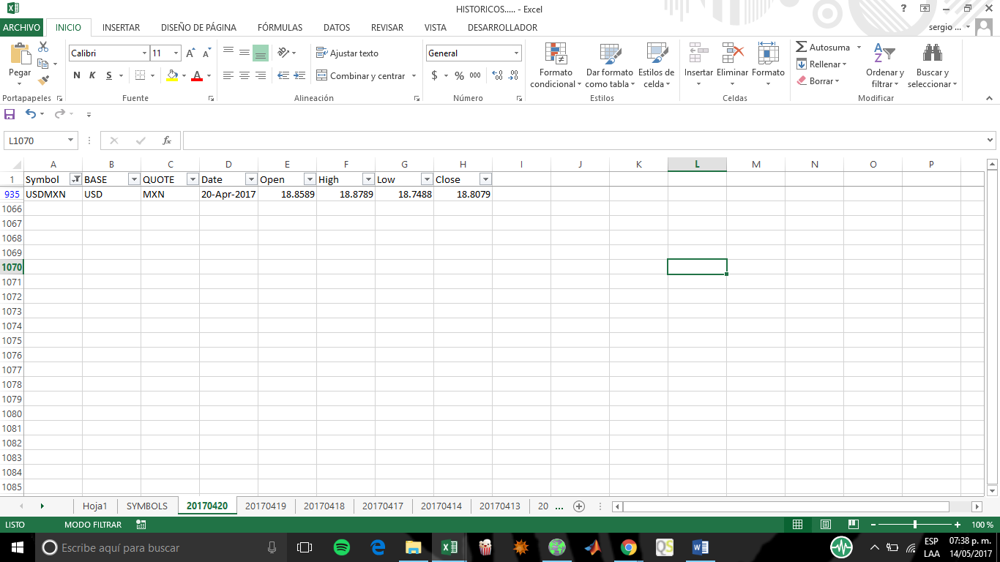 HISTORICOS..... - Excel
ARCHIVO INICIO INSERTAR DISEÑO DE PÁGINA FÓRMULAS DATOS REVISAR VISTA DESARROLLADOR sergio ...
Pegar
Portapapeles
Calibri 11
N K S
Fuente
Ajustar texto
Combinar y centrar
Alineación
General
$ % 000
Número
Formato condicional
Dar formato como tabla
Estilos de celda
Estilos
Insertar Eliminar Formato
Celdas
Autosuma
Rellenar
Borrar
Ordenar y filtrar
Buscar y seleccionar
Modificar
L1070 fx
A B C D E F G H I J K L M N O P
1 Symbol BASE QUOTE Date Open High Low Close
935 USDMXN USD MXN 20-Apr-2017 18.8589 18.8789 18.7488 18.8079
1066
1067
1068
1069
1070
1071
1072
1073
1074
1075
1076
1077
1078
1079
1080
1081
1082
1083
1084
1085
Hoja1 SYMBOLS 20170420 20170419 20170418 20170417 20170414 20170413 20 ...
LISTO MODO FILTRAR 100 %
Escribe aquí para buscar
QS
ESP 07:38 p. m.
LAA 14/05/2017